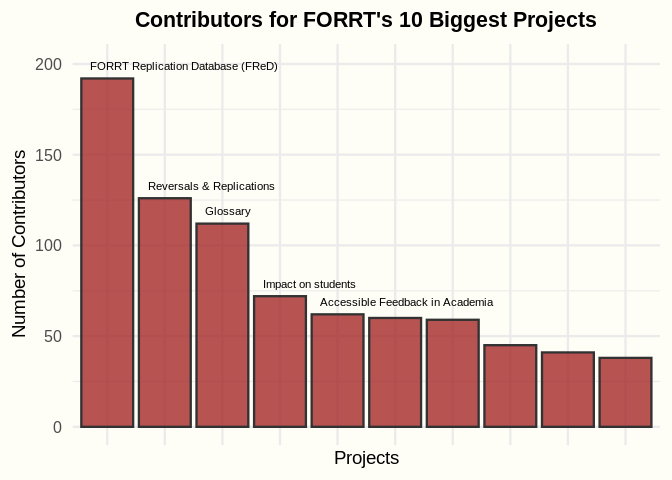 Contributors for FORRT's 10 Biggest Projects
Number of Contributors
200
150
100
50
0
FORRT Replication Database (FReD)
Reversals & Replications
Glossary
Impact on students
Accessible Feedback in Academia
Projects